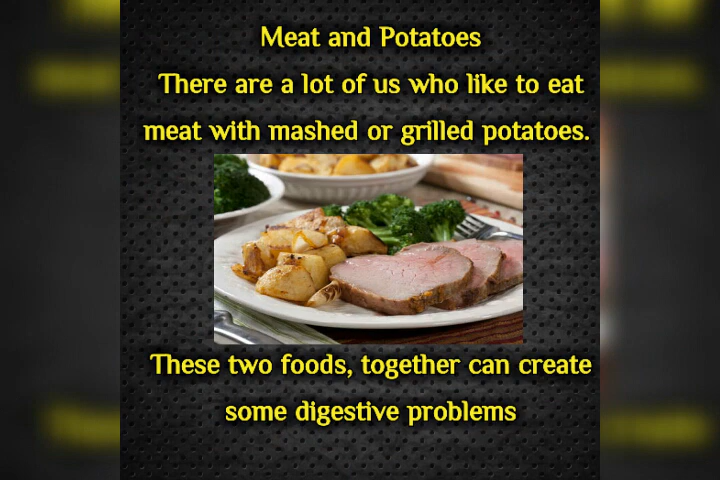 Meat and Potatoes
There are a lot of us who like to eat
meat with mashed or grilled potatoes.
These two foods, together can create
some digestive problems